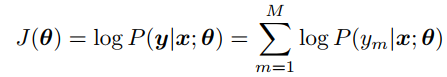 J(θ) = log P(y|x; θ) = ∑_{m=1}^{M} log P(y_m|x; θ)